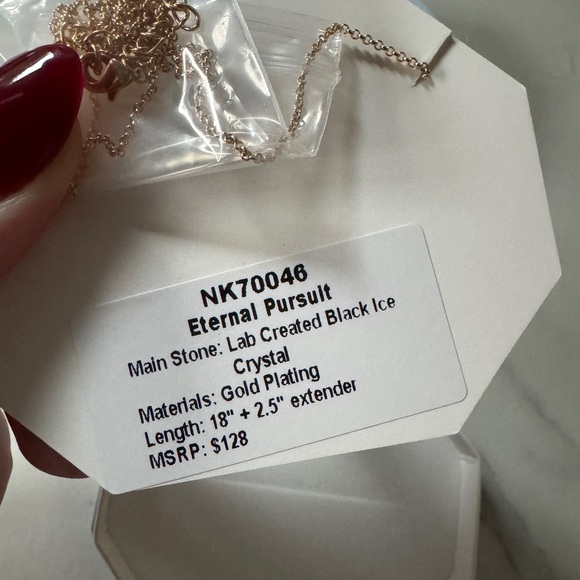 NK70046
Eternal Pursuit
Main Stone: Lab Created Black Ice
Crystal
Materials: Gold Plating
Length: 18" + 2.5" extender
MSRP: $128